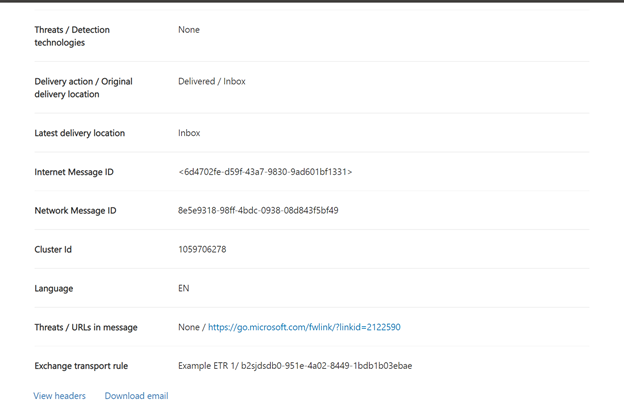 Threats / Detection technologies None
Delivery action / Original delivery location Delivered / Inbox
Latest delivery location Inbox
Internet Message ID <6d4702fe-d59f-43a7-9830-9ad601bf1331>
Network Message ID 8e5e9318-98ff-4bdc-0938-08d843f5bf49
Cluster Id 1059706278
Language EN
Threats / URLs in message None / https://go.microsoft.com/fwlink/?linkid=2122590
Exchange transport rule Example ETR 1/ b2sjdsdb0-951e-4a02-8449-1bdb1b03ebae
View headers Download email